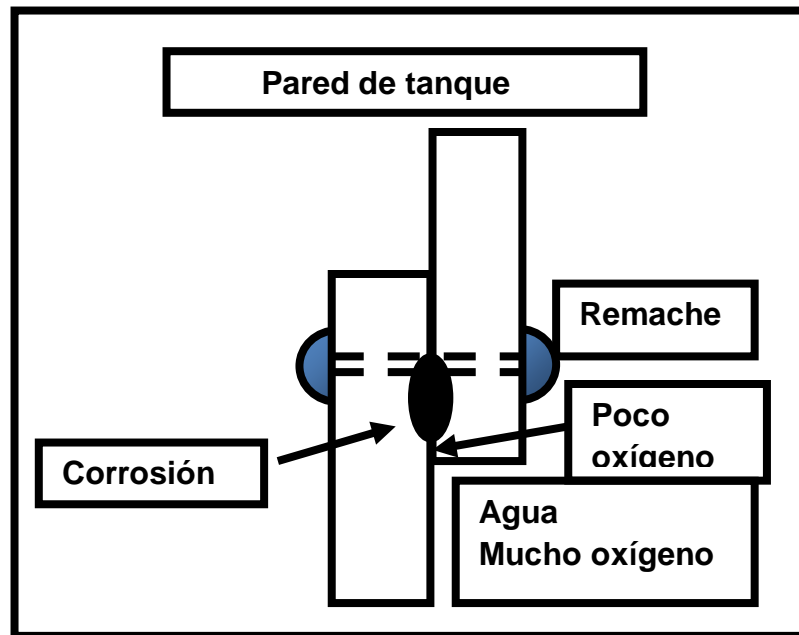 Pared de tanque
Remache
Poco
oxígeno
Corrosión
Agua
Mucho oxígeno